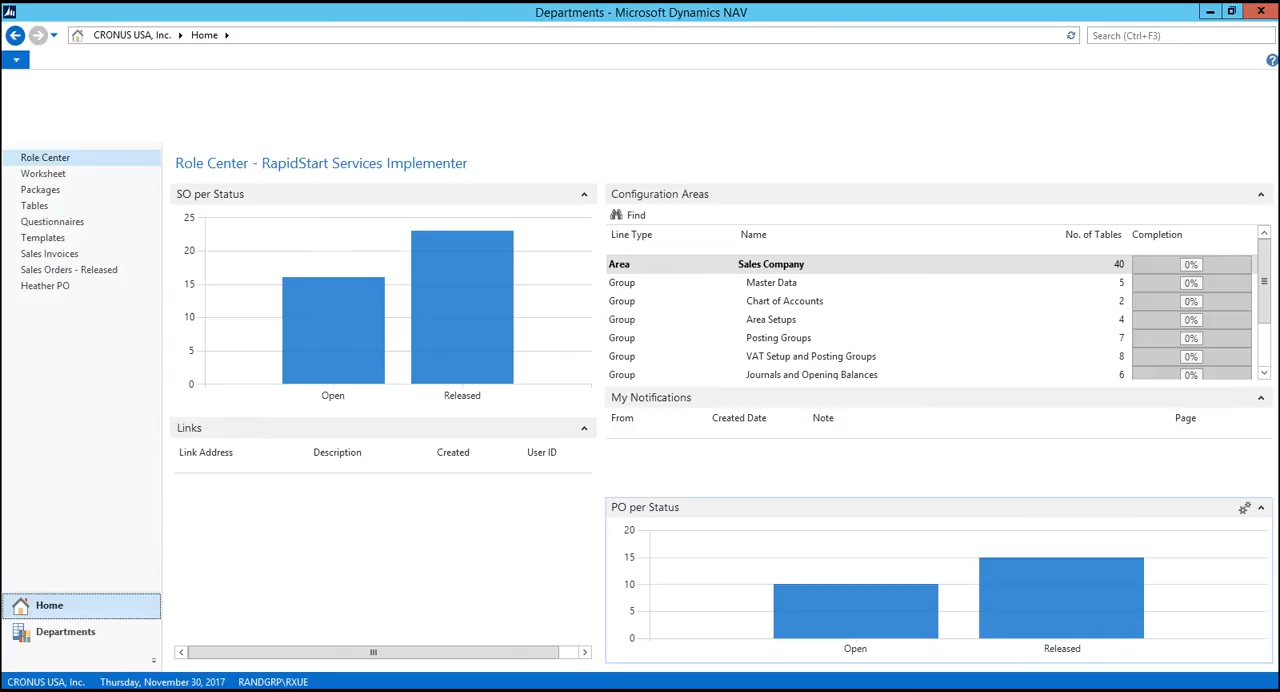 Departments - Microsoft Dynamics NAV
CRONUS USA, Inc. Home
Search (Ctrl+F3)
Role Center
Worksheet
Packages
Tables
Questionnaires
Templates
Sales Invoices
Sales Orders - Released
Heather PO
Home
Departments
Role Center - RapidStart Services Implementer
SO per Status
25
20
15
10
5
0
Open Released
Links
Link Address Description Created User ID
Configuration Areas
Find
Line Type Name No. of Tables Completion
Area Sales Company 40 0%
Group Master Data 5 0%
Group Chart of Accounts 2 0%
Group Area Setups 4 0%
Group Posting Groups 7 0%
Group VAT Setup and Posting Groups 8 0%
Group Journals and Opening Balances 6 0%
My Notifications
From Created Date Note Page
PO per Status
20
15
10
5
0
Open Released
CRONUS USA, Inc. Thursday, November 30, 2017 RANDGRP\RXUE